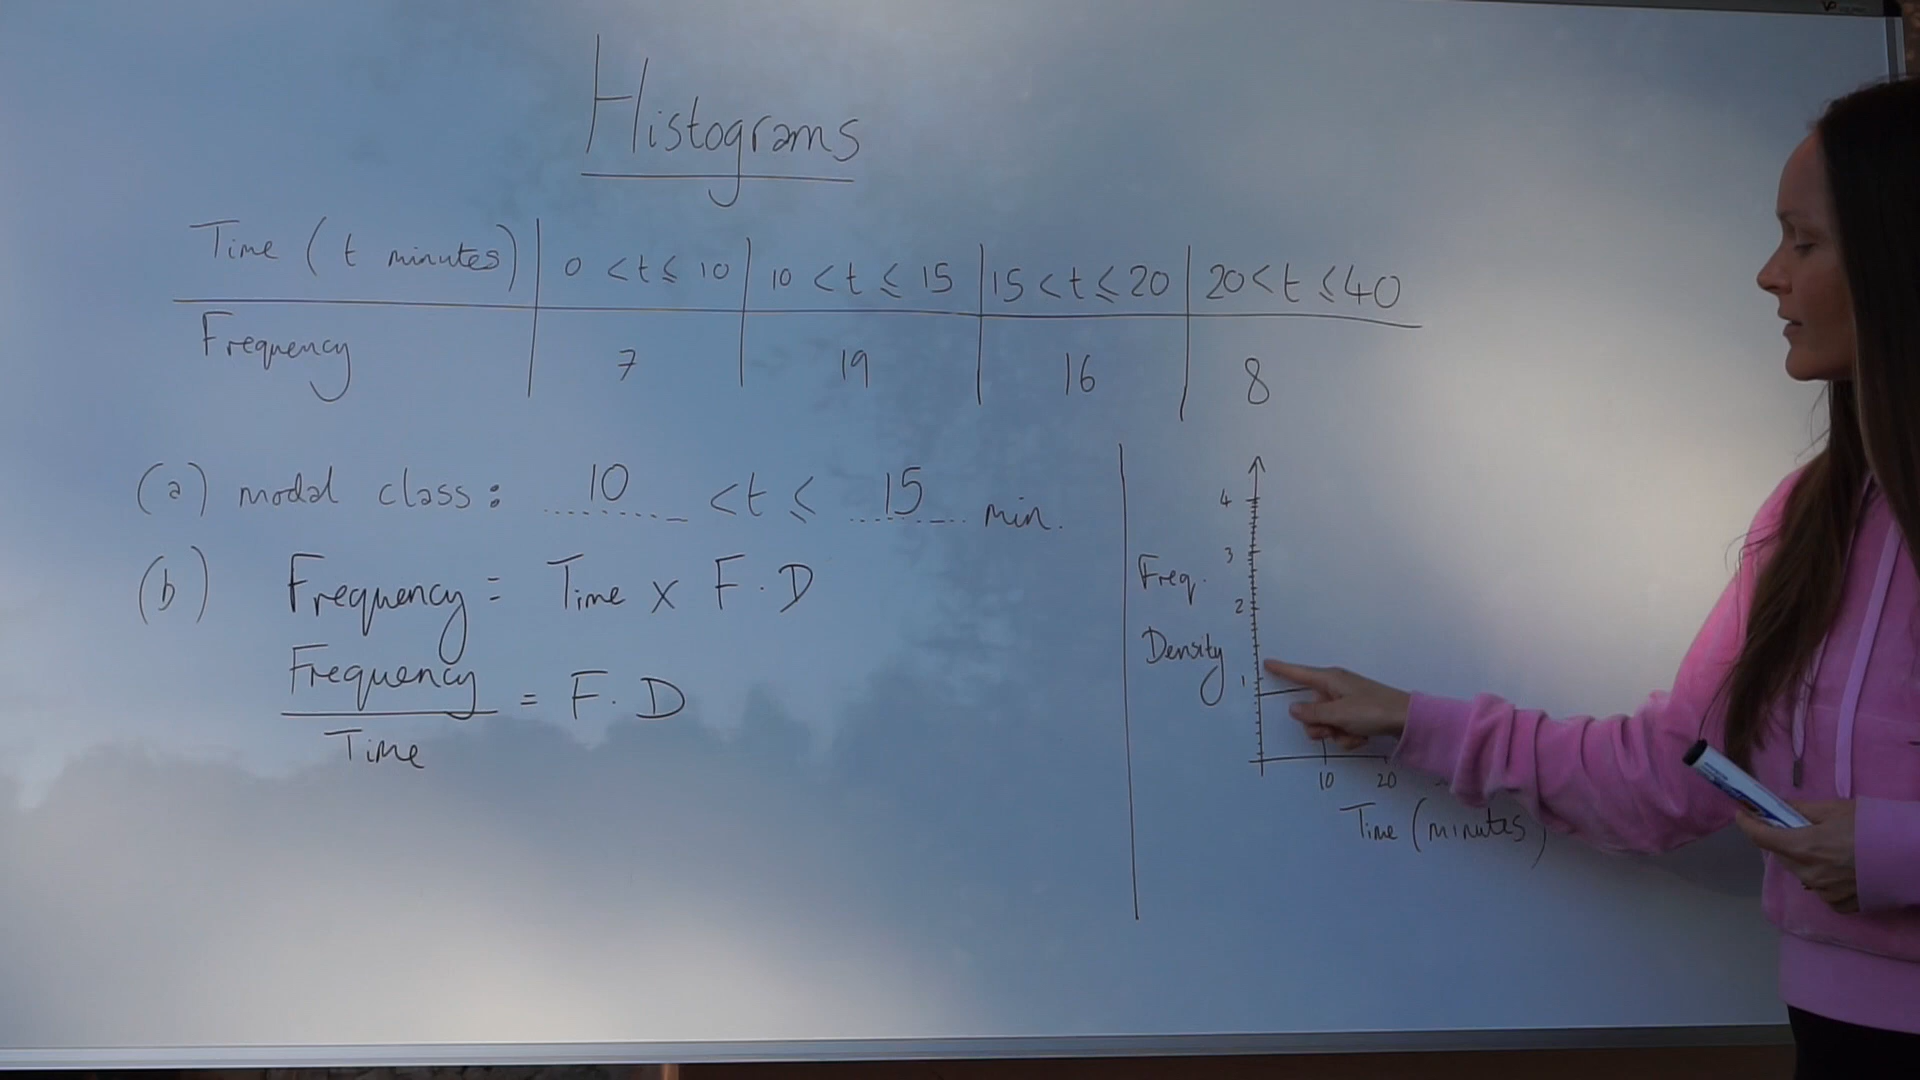 Histograms
Time (t minutes) 0 < t ≤ 10 10 < t ≤ 15 15 < t ≤ 20 20 < t ≤ 40
Frequency 7 19 16 8
(a) modal class: 10 < t ≤ 15 min.
(b) Frequency = Time x F.D
Frequency
Time
= F.D
4
3
Freq.
2
Density
1
10 20
Time (minutes)